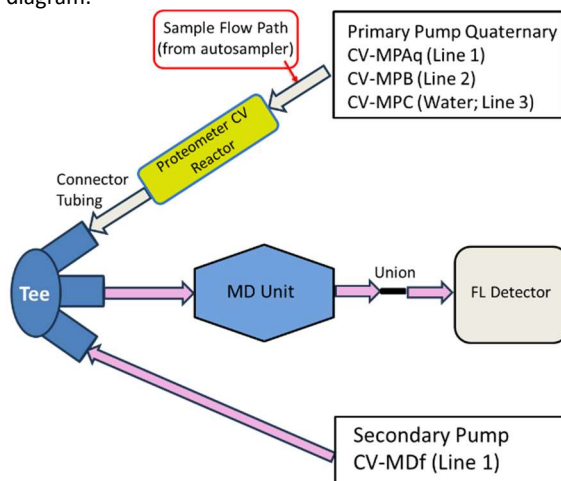 diagram.
Sample Flow Path
(from autosampler)
Primary Pump Quaternary
CV-MPAq (Line 1)
CV-MPB (Line 2)
CV-MPC (Water; Line 3)
Proteometer CV
Reactor
Connector
Tubing
Tee
MD Unit
Union
FL Detector
Secondary Pump
CV-MDf (Line 1)